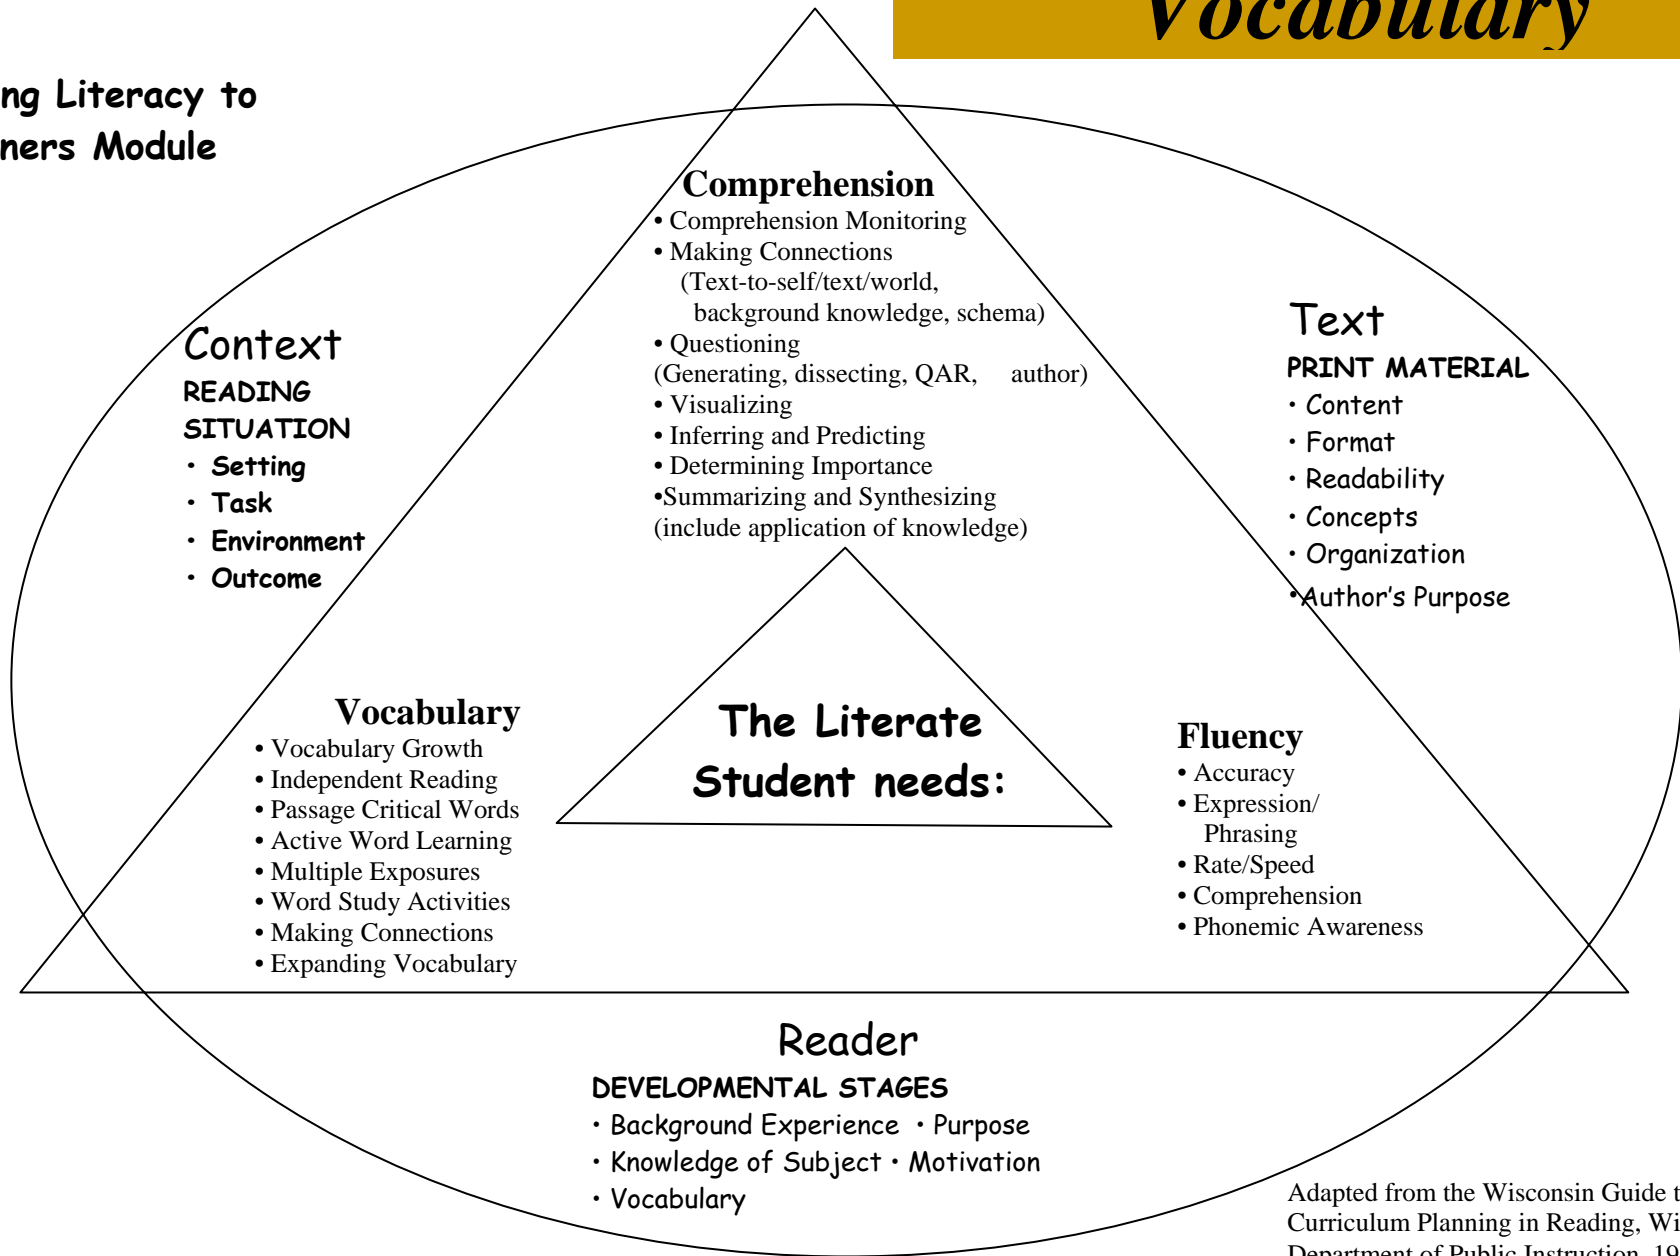 Vocabulary
ng Literacy to
ners Module
Comprehension
• Comprehension Monitoring
• Making Connections
(Text-to-self/text/world,
background knowledge, schema)
• Questioning
(Generating, dissecting, QAR, author)
• Visualizing
• Inferring and Predicting
• Determining Importance
•Summarizing and Synthesizing
(include application of knowledge)
Context
READING
SITUATION
• Setting
• Task
• Environment
• Outcome
Text
PRINT MATERIAL
• Content
• Format
• Readability
• Concepts
• Organization
•Author's Purpose
Vocabulary
• Vocabulary Growth
• Independent Reading
• Passage Critical Words
• Active Word Learning
• Multiple Exposures
• Word Study Activities
• Making Connections
• Expanding Vocabulary
The Literate
Student needs:
Fluency
• Accuracy
• Expression/
Phrasing
• Rate/Speed
• Comprehension
• Phonemic Awareness
Reader
DEVELOPMENTAL STAGES
• Background Experience • Purpose
• Knowledge of Subject • Motivation
• Vocabulary
Adapted from the Wisconsin Guide t
Curriculum Planning in Reading, Wi
Department of Public Instruction, 19